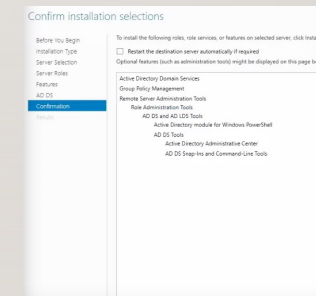 Confirm installation selections
Before You Begin
Installation Type
Server Selection
Server Roles
Features
AD DS
Confirmation
Results
To install the following roles, role services, or features on selected server, click Insta
Restart the destination server automatically if required
Optional features (such as administration tools) might be displayed on this page b
Active Directory Domain Services
Group Policy Management
Remote Server Administration Tools
Role Administration Tools
AD DS and AD LDS Tools
Active Directory module for Windows PowerShell
AD DS Tools
Active Directory Administrative Center
AD DS Snap-Ins and Command-Line Tools